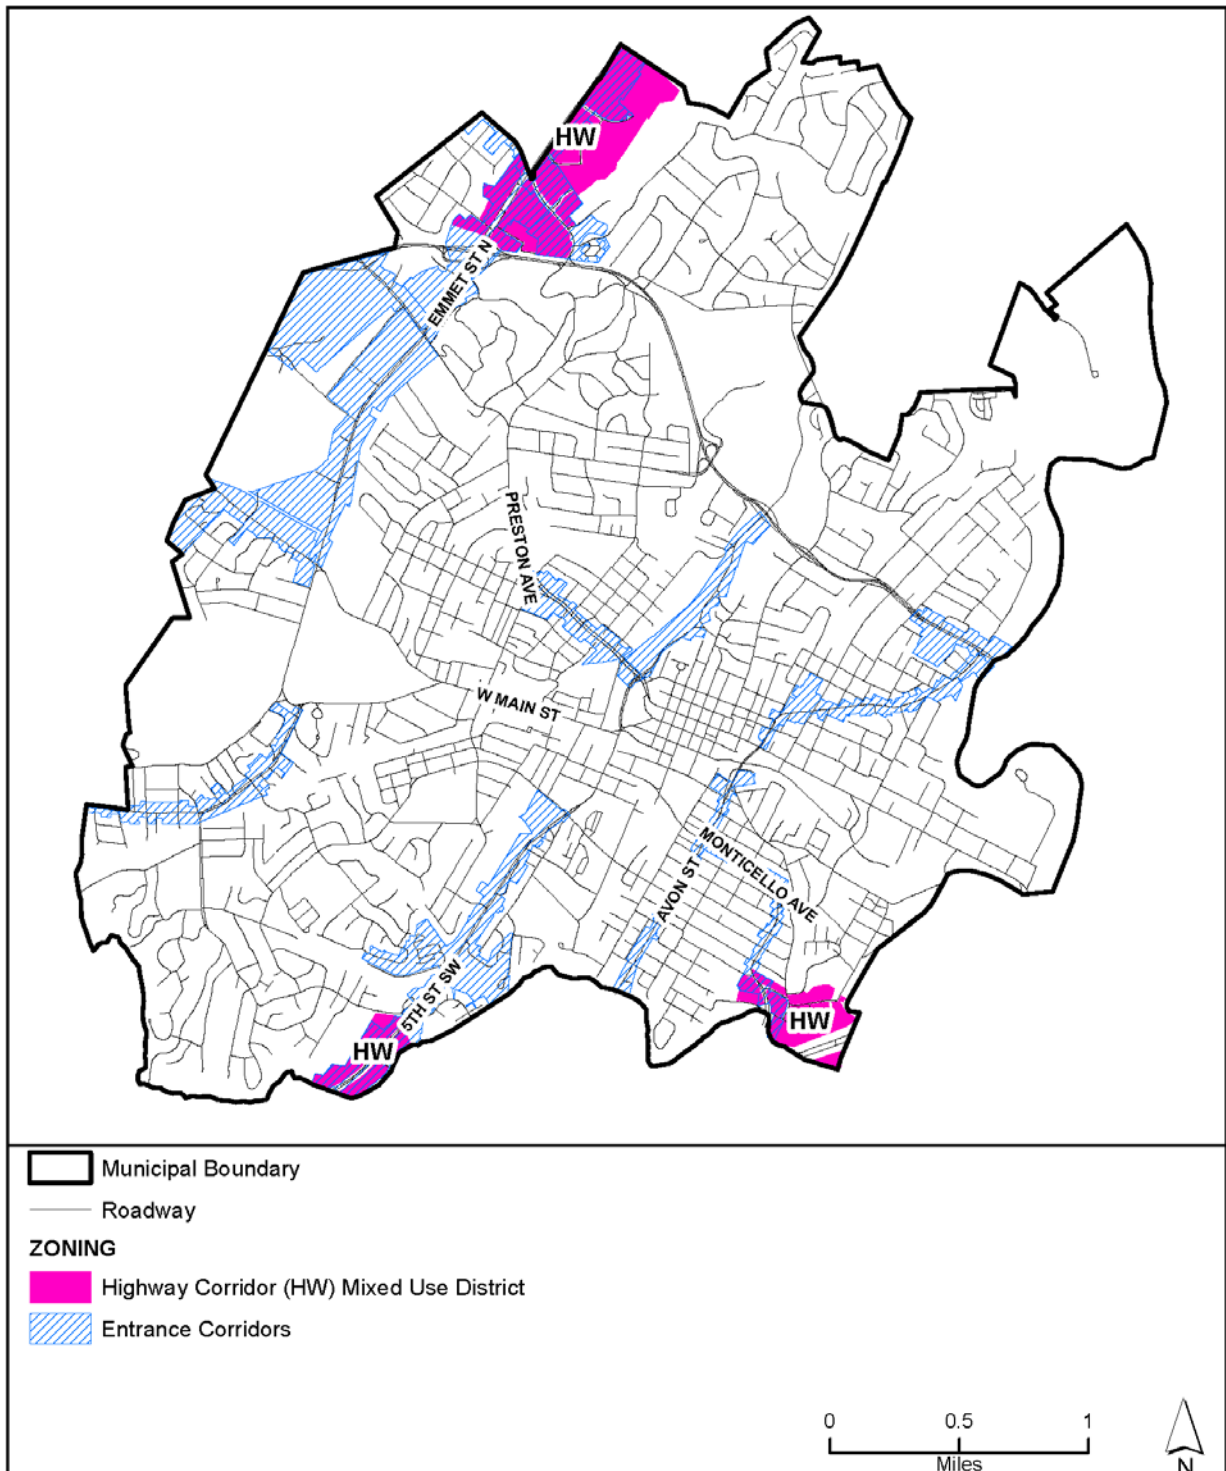 HW
EMMET ST N
PRESTON AVE
W MAIN ST
MONTICELLO AVE
AVON ST
5TH ST SW
HW
HW
Municipal Boundary
Roadway
ZONING
Highway Corridor (HW) Mixed Use District
Entrance Corridors
0 0.5 1
Miles
N